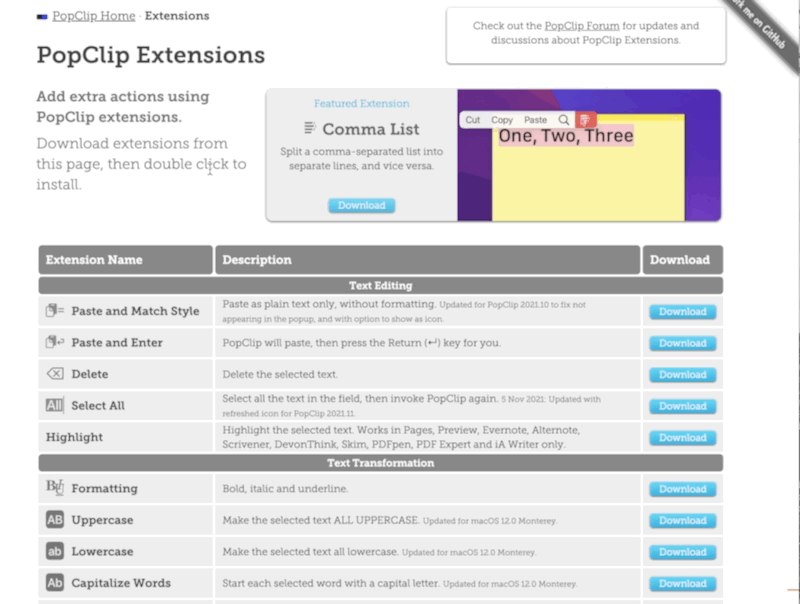 PopClip Home · Extensions
PopClip Extensions
Check out the PopClip Forum for updates and
discussions about PopClip Extensions.
rk me on GitHub
Add extra actions using
PopClip extensions.
Download extensions from
this page, then double click to
install.
Featured Extension
Comma List
Split a comma-separated list into
separate lines, and vice versa.
Download
Cut Copy Paste
One, Two, Three
Extension Name Description Download
Text Editing
Paste and Match Style Paste as plain text only, without formatting. Updated for PopClip 2021.10 to fix not
appearing in the popup, and with option to show as icon. Download
Paste and Enter PopClip will paste, then press the Return (↩) key for you. Download
Delete Delete the selected text. Download
All Select All Select all the text in the field, then invoke PopClip again. 5 Nov 2021: Updated with
refreshed icon for PopClip 2021.11. Download
Highlight Highlight the selected text. Works in Pages, Preview, Evernote, Alternote,
Scrivener, DevonThink, Skim, PDFpen, PDF Expert and iA Writer only. Download
Text Transformation
BIU Formatting Bold, italic and underline. Download
AB Uppercase Make the selected text ALL UPPERCASE. Updated for macOS 12.0 Monterey. Download
ab Lowercase Make the selected text all lowercase. Updated for macOS 12.0 Monterey. Download
Ab Capitalize Words Start each selected word with a capital letter. Updated for macOS 12.0 Monterey. Download